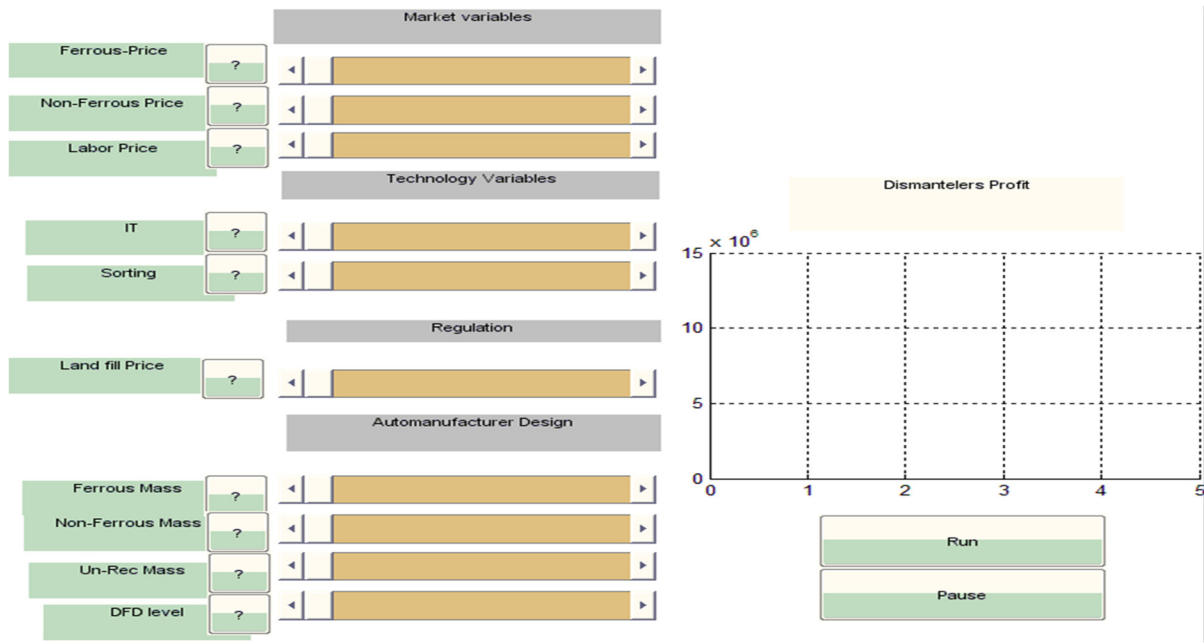 Market variables
Ferrous-Price ?
Non-Ferrous Price ?
Labor Price ?
Technology Variables
IT ?
Sorting ?
Regulation
Land fill Price ?
Automanufacturer Design
Ferrous Mass ?
Non-Ferrous Mass ?
Un-Rec Mass ?
DFD level ?
Dismantelers Profit
× 10⁶
15
10
5
0
0 1 2 3 4 5
Run
Pause